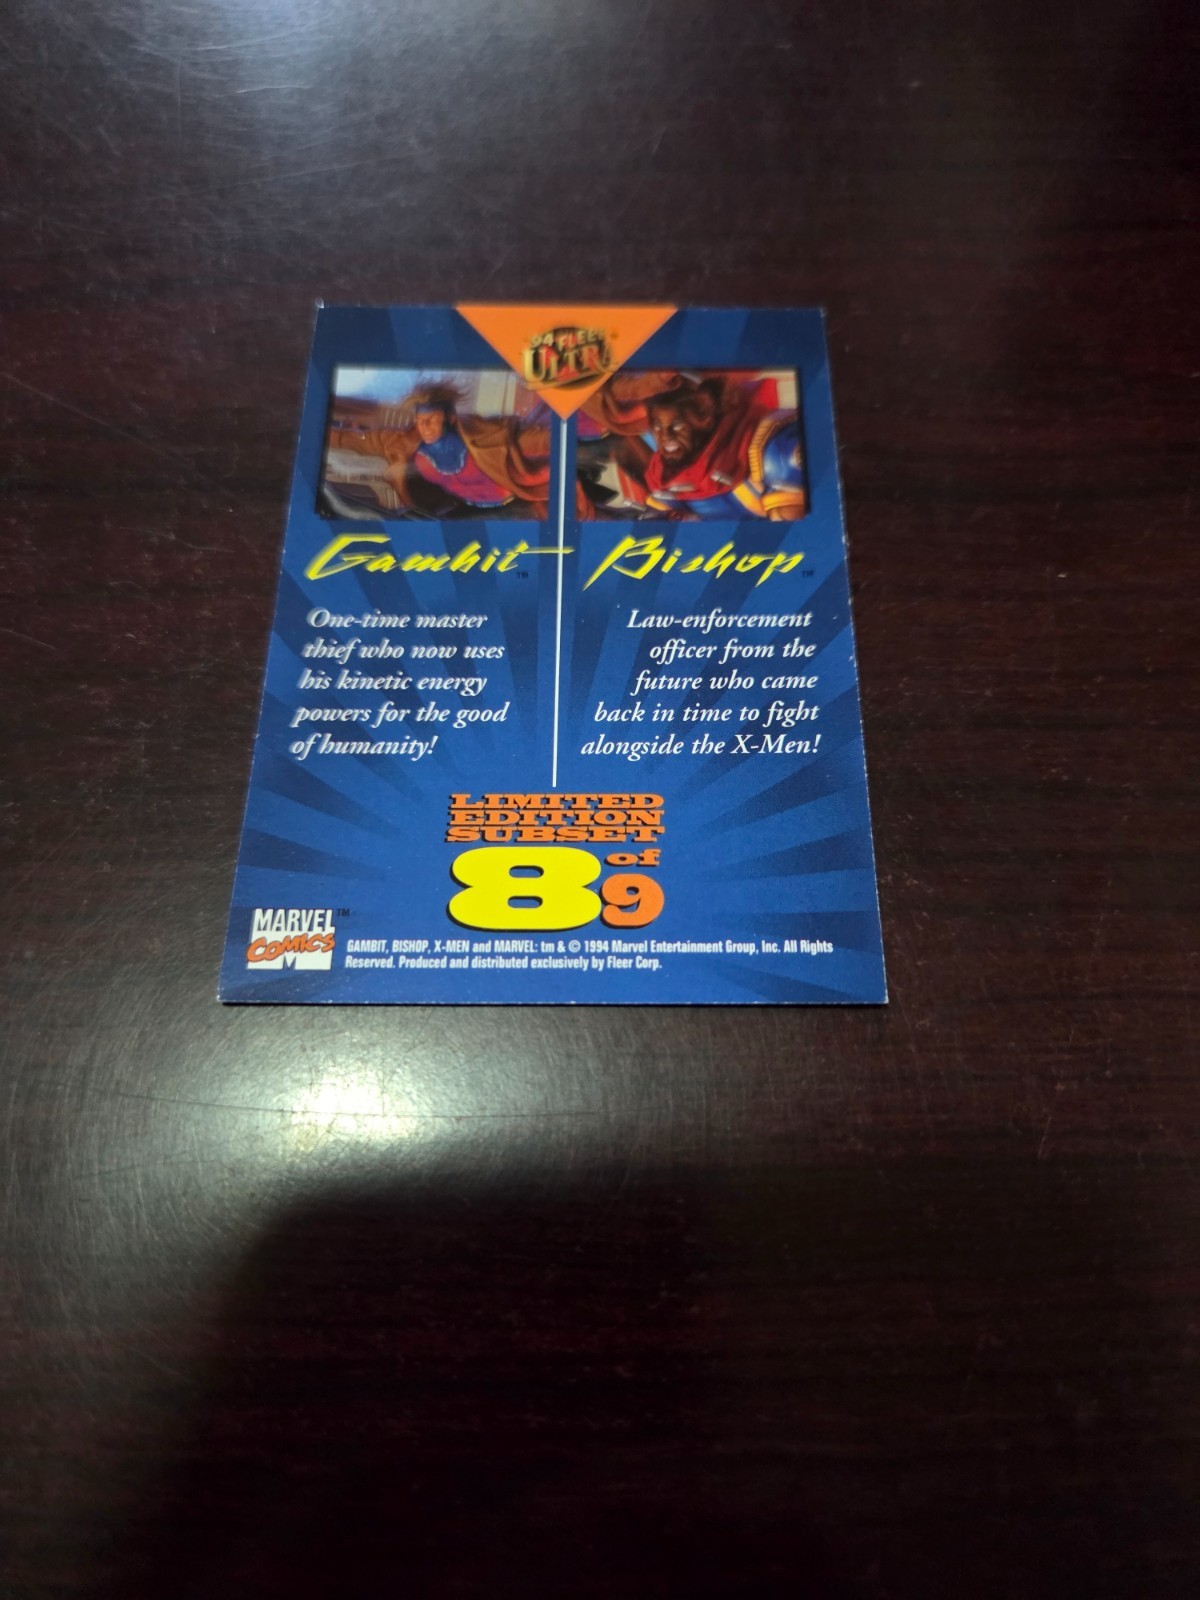 '94 FLEER
ULTRA
Gambit™
One-time master
thief who now uses
his kinetic energy
powers for the good
of humanity!
Bishop™
Law-enforcement
officer from the
future who came
back in time to fight
alongside the X-Men!
LIMITED
EDITION
SUBSET
8 of 9
MARVEL™
COMICS
GAMBIT, BISHOP, X-MEN and MARVEL: tm & © 1994 Marvel Entertainment Group, Inc. All Rights
Reserved. Produced and distributed exclusively by Fleer Corp.